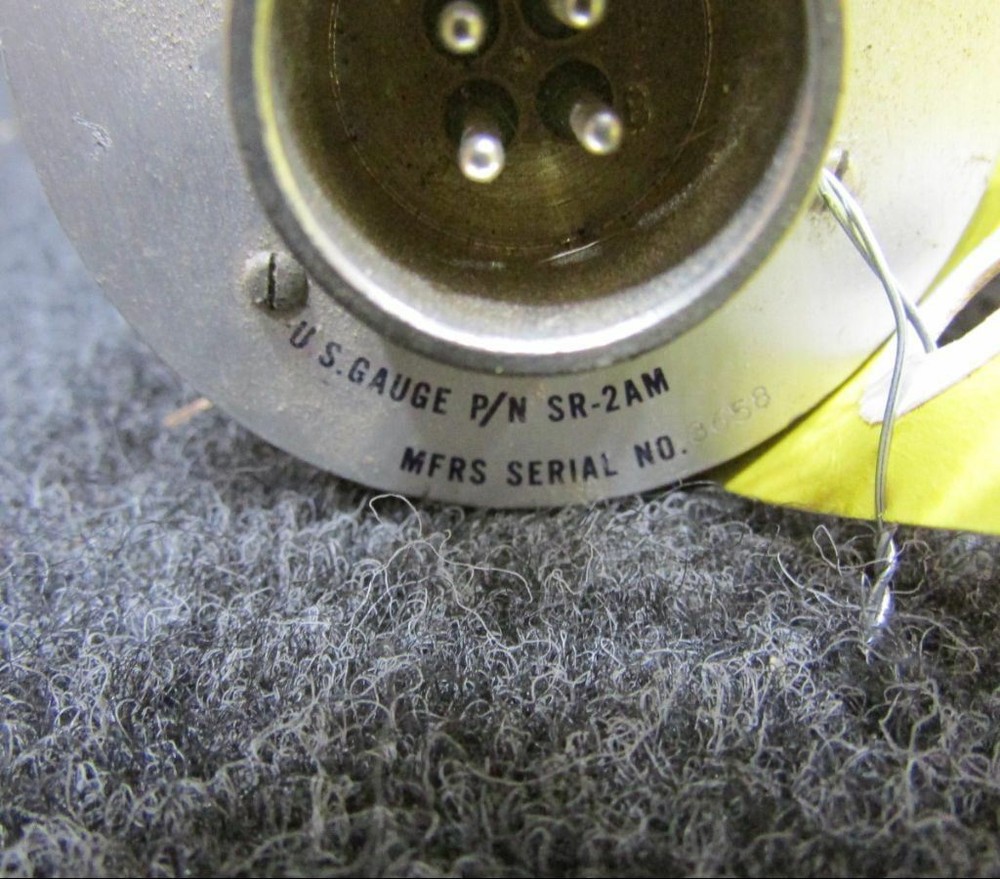 U.S. GAUGE P/N SR-2AM
MFRS SERIAL NO. 3658